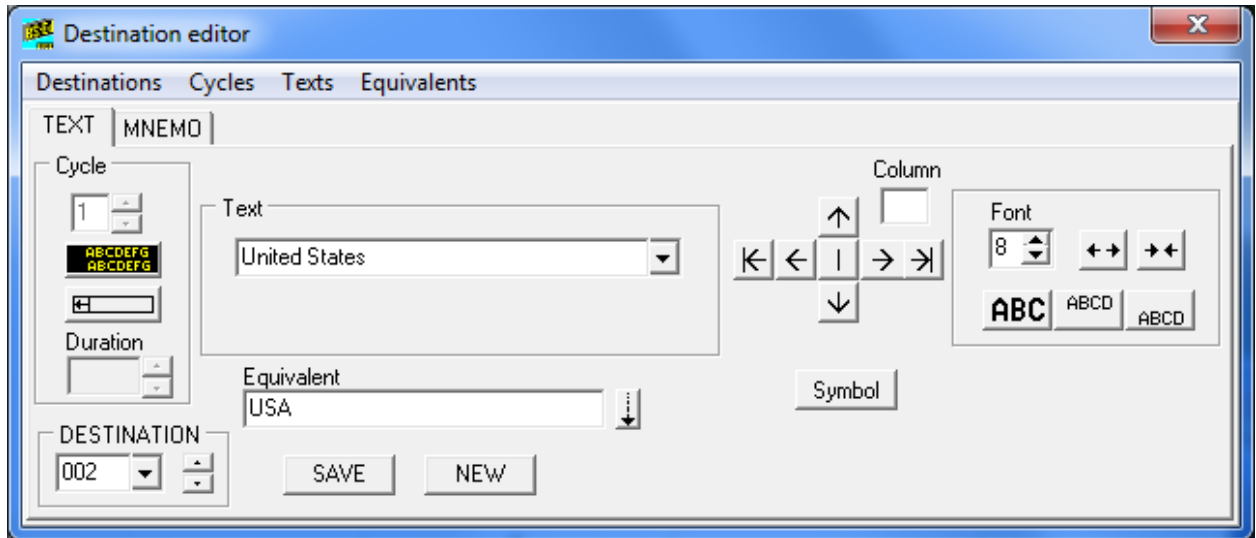 Destination editor
Destinations Cycles Texts Equivalents
TEXT MNEMO
Cycle
1
ABCDEFG
ABCDEFG
Duration
Text
United States
Column
Font
8
ABC ABCD ABCD
Equivalent
USA
Symbol
DESTINATION
002
SAVE NEW